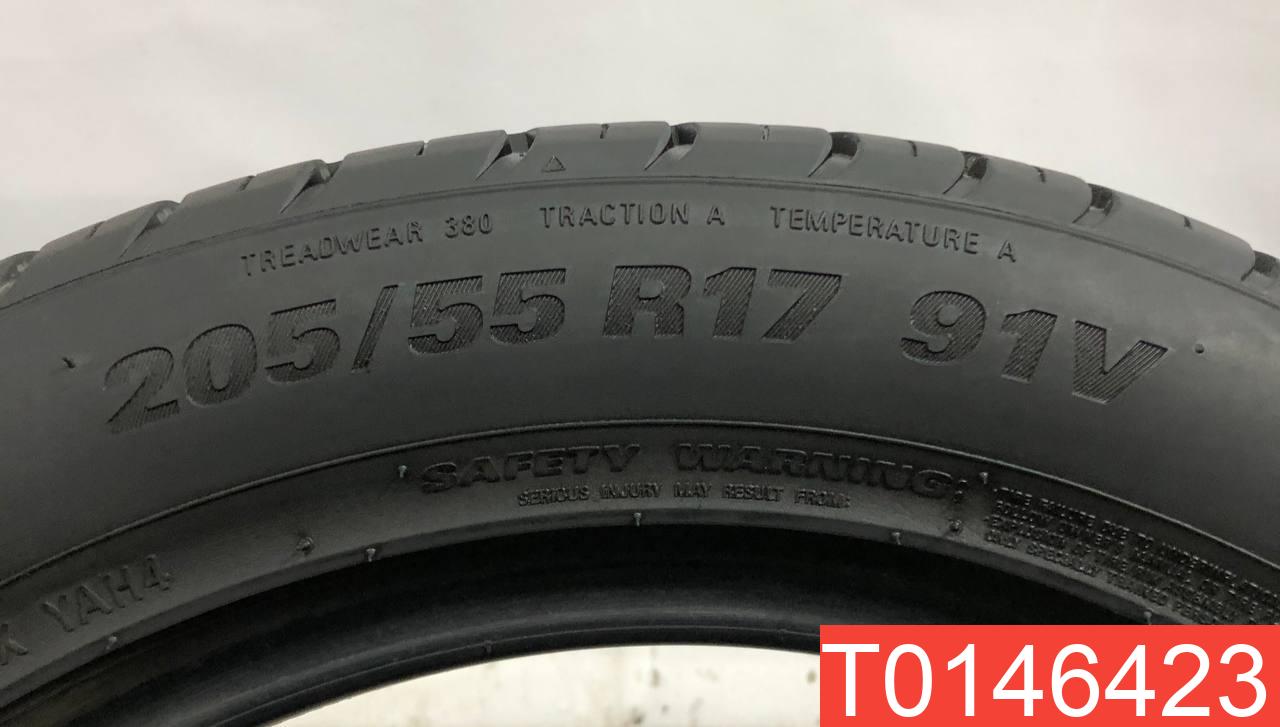 TREADWEAR 380 TRACTION A TEMPERATURE A
205/55 R17 91V
SAFETY WARNING:
SERIOUS INJURY MAY RESULT FROM:
YAH4
T0146423